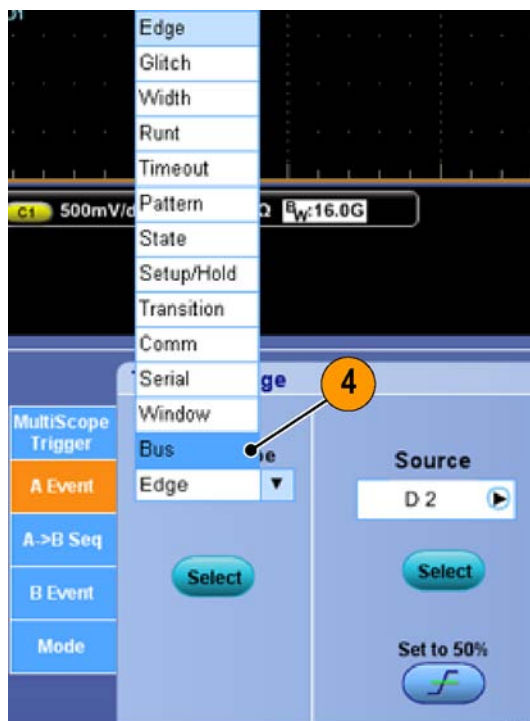 Edge
Glitch
Width
Runt
Timeout
C1 500mV/d Ω BW:16.0G
Pattern
State
Setup/Hold
Transition
Comm
Serial
ge
4
Window
Bus
Edge
MultiScope
Trigger
A Event
A->B Seq
B Event
Mode
Select
Source
D 2
Select
Set to 50%